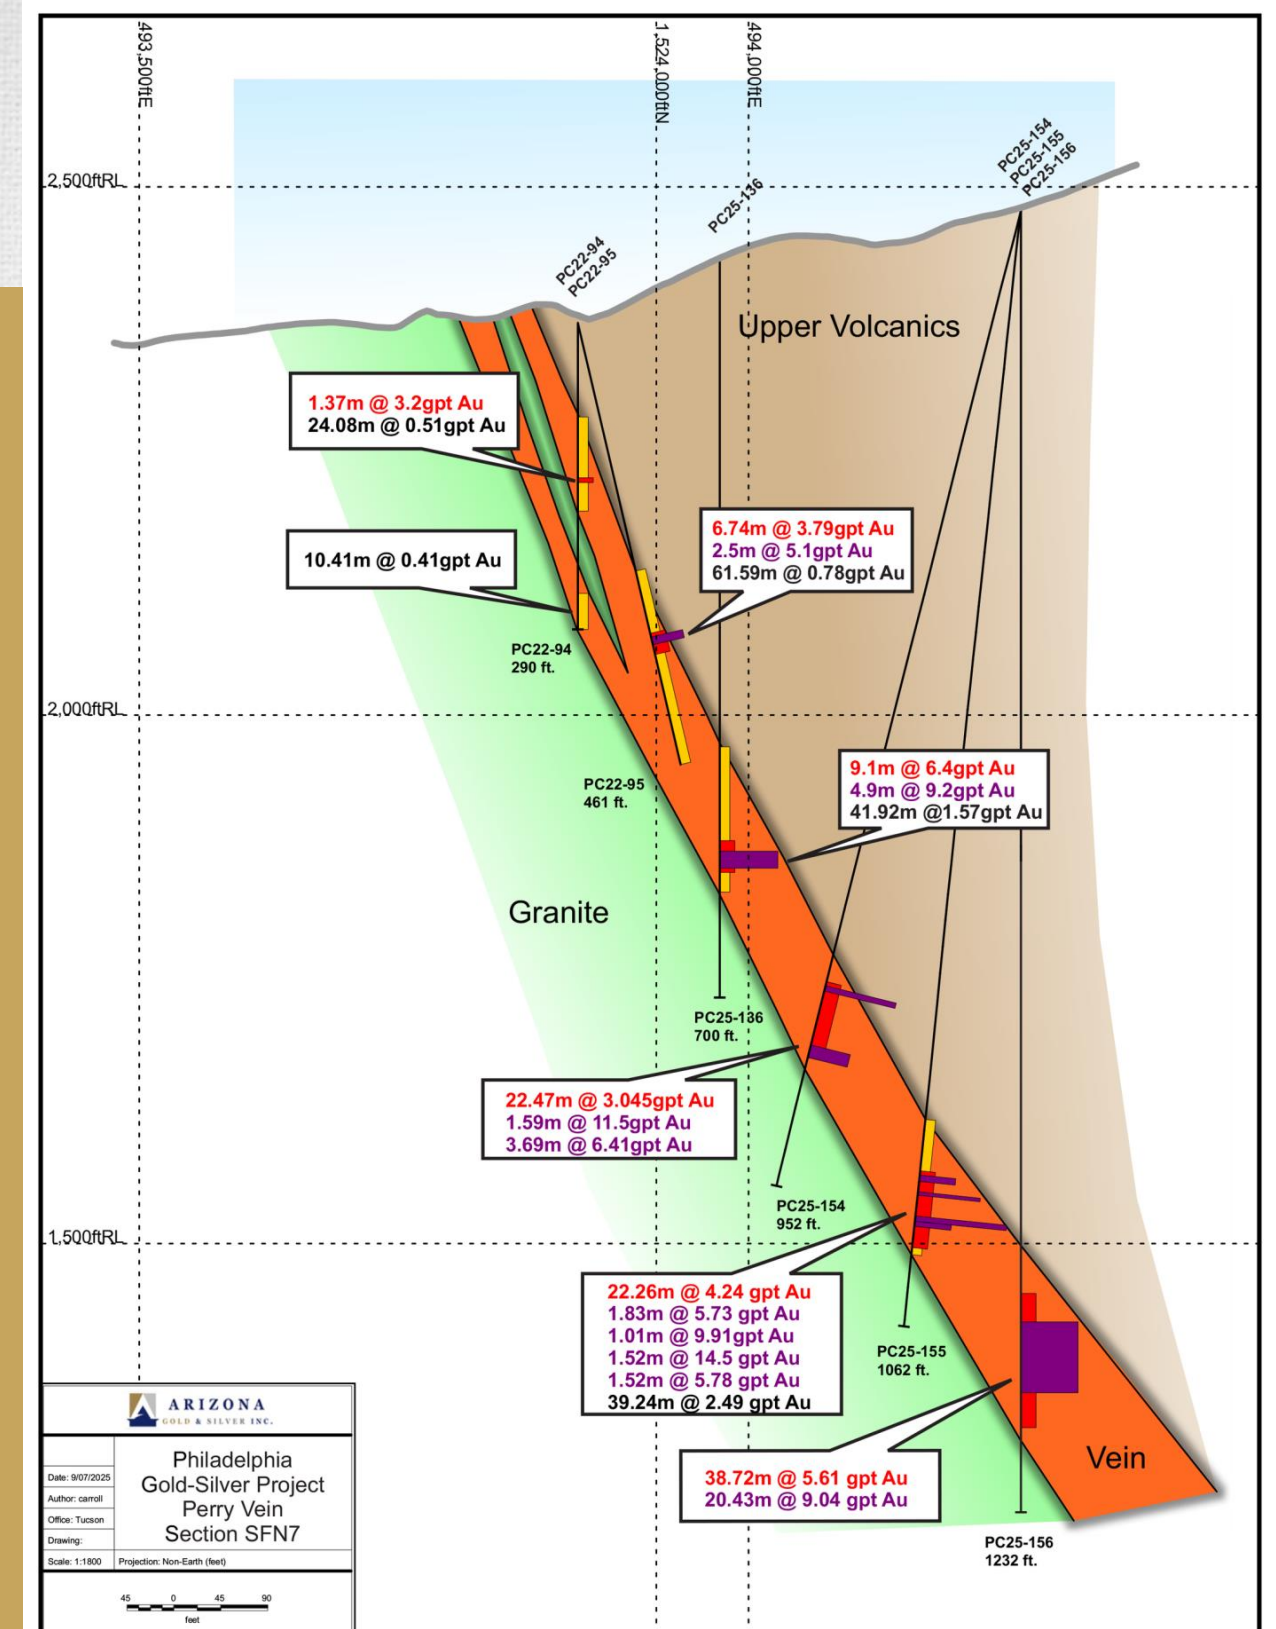 493,500ftE
1,524,000ftN
494,000ftE
2,500ftRL
PC25-154
PC25-155
PC25-156
PC25-136
PC22-94
PC22-95
Upper Volcanics
1.37m @ 3.2gpt Au
24.08m @ 0.51gpt Au
6.74m @ 3.79gpt Au
2.5m @ 5.1gpt Au
61.59m @ 0.78gpt Au
10.41m @ 0.41gpt Au
PC22-94
290 ft.
2,000ftRL
9.1m @ 6.4gpt Au
4.9m @ 9.2gpt Au
41.92m @1.57gpt Au
PC22-95
461 ft.
Granite
PC25-136
700 ft.
22.47m @ 3.045gpt Au
1.59m @ 11.5gpt Au
3.69m @ 6.41gpt Au
PC25-154
952 ft.
1,500ftRL
22.26m @ 4.24 gpt Au
1.83m @ 5.73 gpt Au
1.01m @ 9.91gpt Au
1.52m @ 14.5 gpt Au
1.52m @ 5.78 gpt Au
39.24m @ 2.49 gpt Au
PC25-155
1062 ft.
Vein
38.72m @ 5.61 gpt Au
20.43m @ 9.04 gpt Au
PC25-156
1232 ft.
ARIZONA
GOLD & SILVER INC.
Philadelphia
Gold-Silver Project
Perry Vein
Section SFN7
Date: 9/07/2025
Author: carroll
Office: Tucson
Drawing:
Scale: 1:1800
Projection: Non-Earth (feet)
45 0 45 90
feet